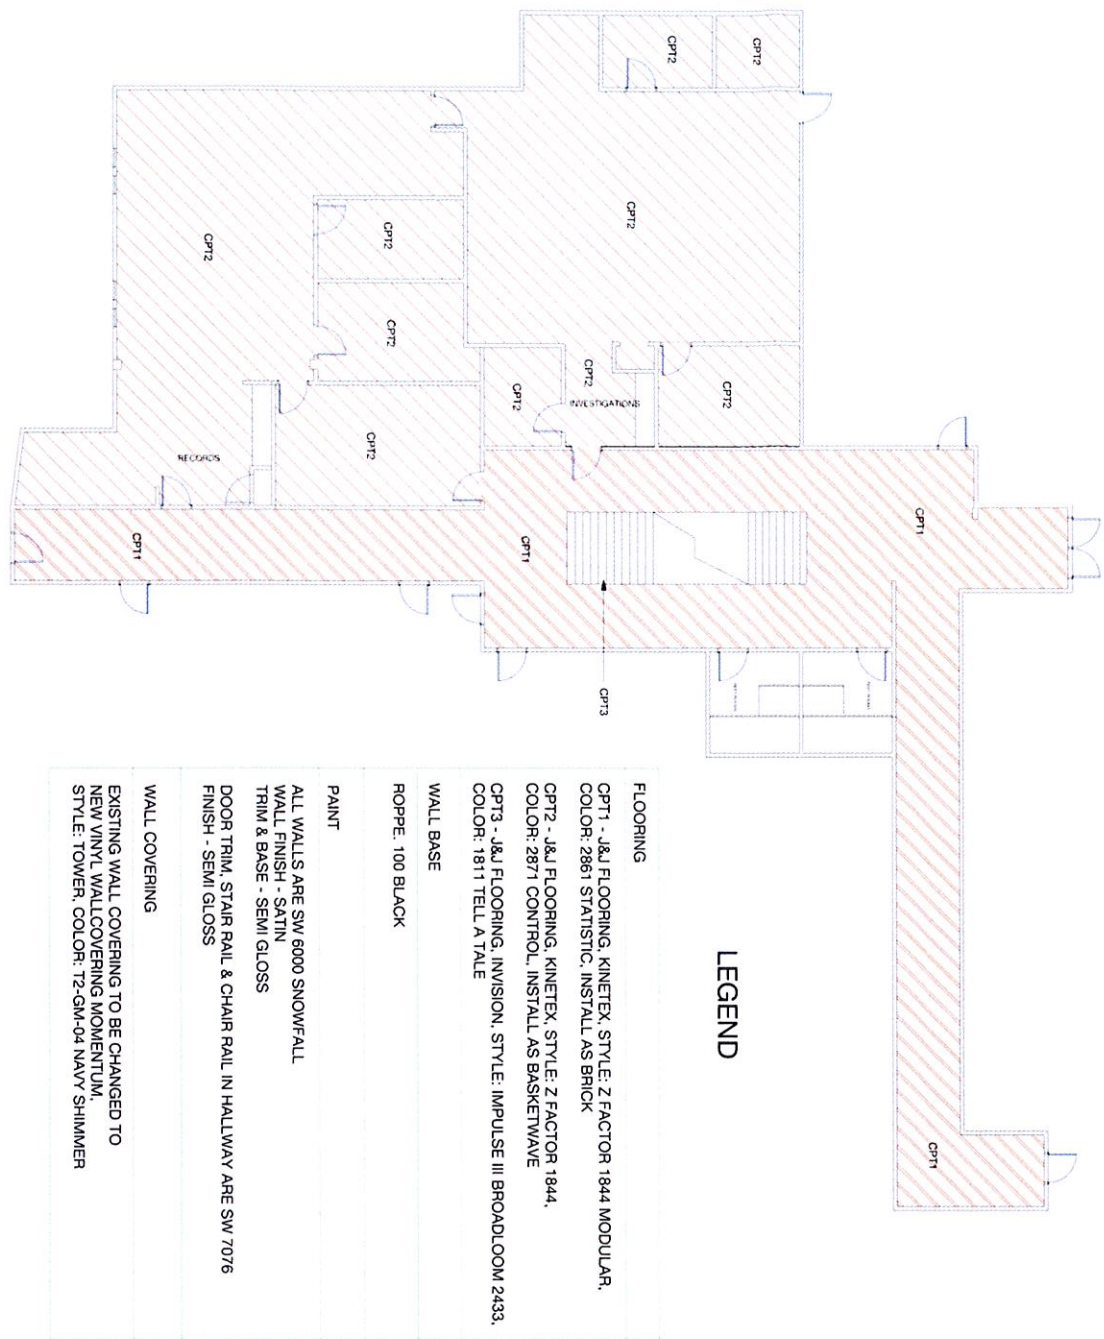 CPT2
CPT2
CPT2
CPT2
CPT2
CPT2
CPT2
CPT2
INVESTIGATIONS
CPT2
CPT2
RECORDS
CPT1
CPT1
CPT1
CPT3
CPT1
LEGEND
FLOORING
CPT1 - J&J FLOORING, KINETEX, STYLE: Z FACTOR 1844 MODULAR,
COLOR: 2861 STATISTIC, INSTALL AS BRICK
CPT2 - J&J FLOORING, KINETEX, STYLE: Z FACTOR 1844,
COLOR: 2871 CONTROL, INSTALL AS BASKETWAVE
CPT3 - J&J FLOORING, INVISION, STYLE: IMPULSE III BROADLOOM 2433,
COLOR: 1811 TELL A TALE
WALL BASE
ROPPE. 100 BLACK
PAINT
ALL WALLS ARE SW 6000 SNOWFALL
WALL FINISH - SATIN
TRIM & BASE - SEMI GLOSS
DOOR TRIM, STAIR RAIL & CHAIR RAIL IN HALLWAY ARE SW 7076
FINISH - SEMI GLOSS
WALL COVERING
EXISTING WALL COVERING TO BE CHANGED TO
NEW VINYL WALLCOVERING MOMENTUM,
STYLE: TOWER, COLOR: T2-GM-04 NAVY SHIMMER